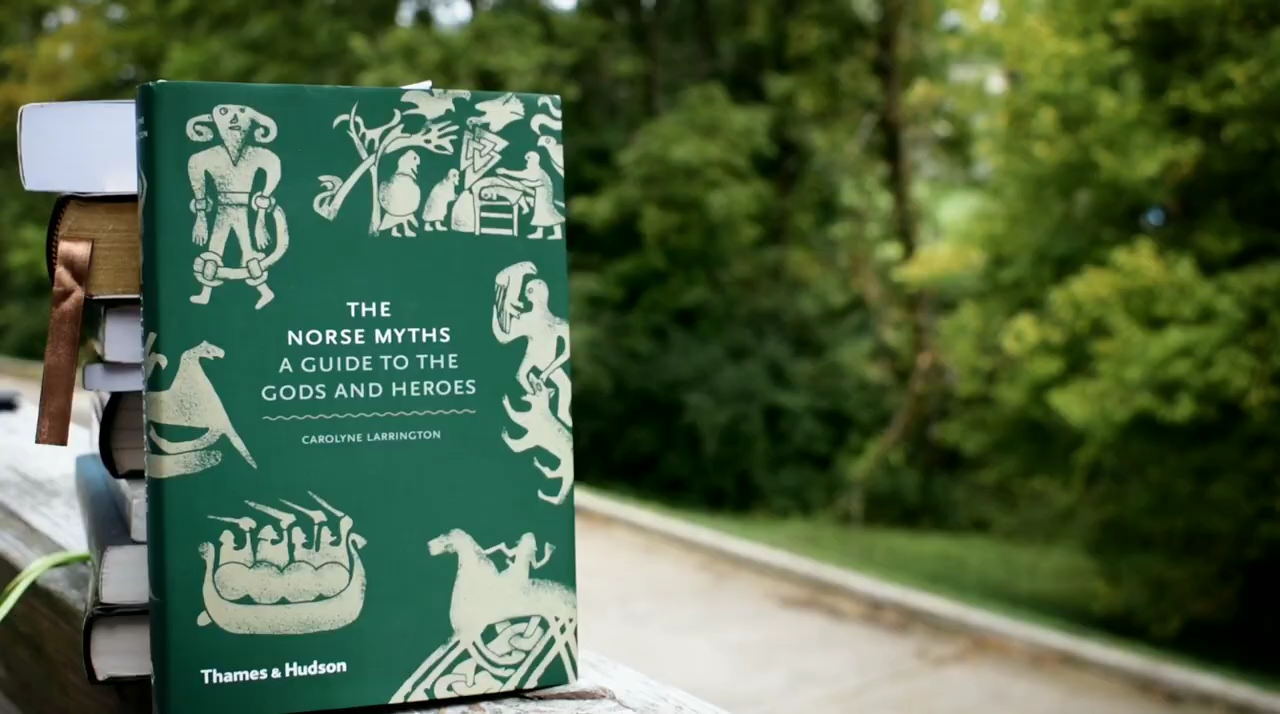 THE
NORSE MYTHS
A GUIDE TO THE
GODS AND HEROES
CAROLYNE LARRINGTON
Thames & Hudson